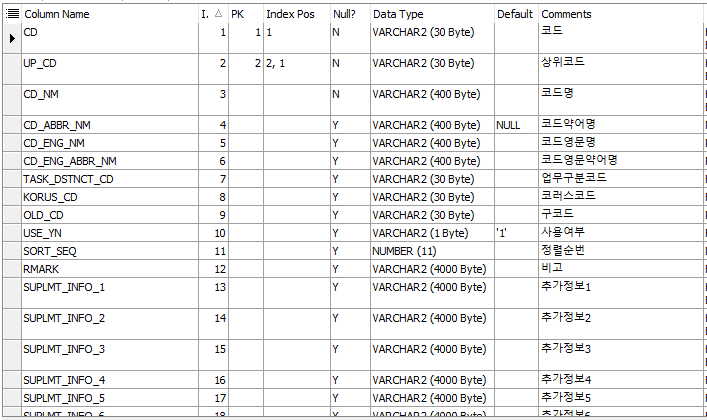 Column Name I. PK Index Pos Null? Data Type Default Comments
CD 1 1 1 N VARCHAR2 (30 Byte) 코드
UP_CD 2 2 2, 1 N VARCHAR2 (30 Byte) 상위코드
CD_NM 3 N VARCHAR2 (400 Byte) 코드명
CD_ABBR_NM 4 Y VARCHAR2 (400 Byte) NULL 코드약어명
CD_ENG_NM 5 Y VARCHAR2 (400 Byte) 코드영문명
CD_ENG_ABBR_NM 6 Y VARCHAR2 (400 Byte) 코드영문약어명
TASK_DSTNCT_CD 7 Y VARCHAR2 (30 Byte) 업무구분코드
KORUS_CD 8 Y VARCHAR2 (30 Byte) 코러스코드
OLD_CD 9 Y VARCHAR2 (30 Byte) 구코드
USE_YN 10 Y VARCHAR2 (1 Byte) '1' 사용여부
SORT_SEQ 11 Y NUMBER (11) 정렬순번
RMARK 12 Y VARCHAR2 (4000 Byte) 비고
SUPLMT_INFO_1 13 Y VARCHAR2 (4000 Byte) 추가정보1
SUPLMT_INFO_2 14 Y VARCHAR2 (4000 Byte) 추가정보2
SUPLMT_INFO_3 15 Y VARCHAR2 (4000 Byte) 추가정보3
SUPLMT_INFO_4 16 Y VARCHAR2 (4000 Byte) 추가정보4
SUPLMT_INFO_5 17 Y VARCHAR2 (4000 Byte) 추가정보5
SUPLMT_INFO_6 18 Y VARCHAR2 (4000 Byte) 추가정보6